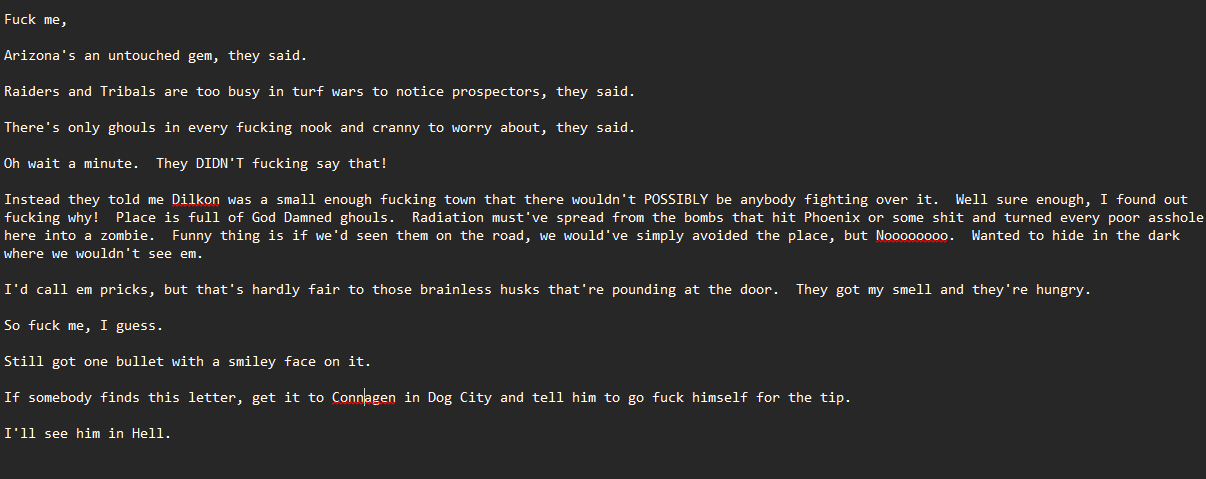 Fuck me,
Arizona's an untouched gem, they said.
Raiders and Tribals are too busy in turf wars to notice prospectors, they said.
There's only ghouls in every fucking nook and cranny to worry about, they said.
Oh wait a minute.  They DIDN'T fucking say that!
Instead they told me Dilkon was a small enough fucking town that there wouldn't POSSIBLY be anybody fighting over it.  Well sure enough, I found out
fucking why!  Place is full of God Damned ghouls.  Radiation must've spread from the bombs that hit Phoenix or some shit and turned every poor asshole
here into a zombie.  Funny thing is if we'd seen them on the road, we would've simply avoided the place, but Noooooooo.  Wanted to hide in the dark
where we wouldn't see em.
I'd call em pricks, but that's hardly fair to those brainless husks that're pounding at the door.  They got my smell and they're hungry.
So fuck me, I guess.
Still got one bullet with a smiley face on it.
If somebody finds this letter, get it to Connagen in Dog City and tell him to go fuck himself for the tip.
I'll see him in Hell.